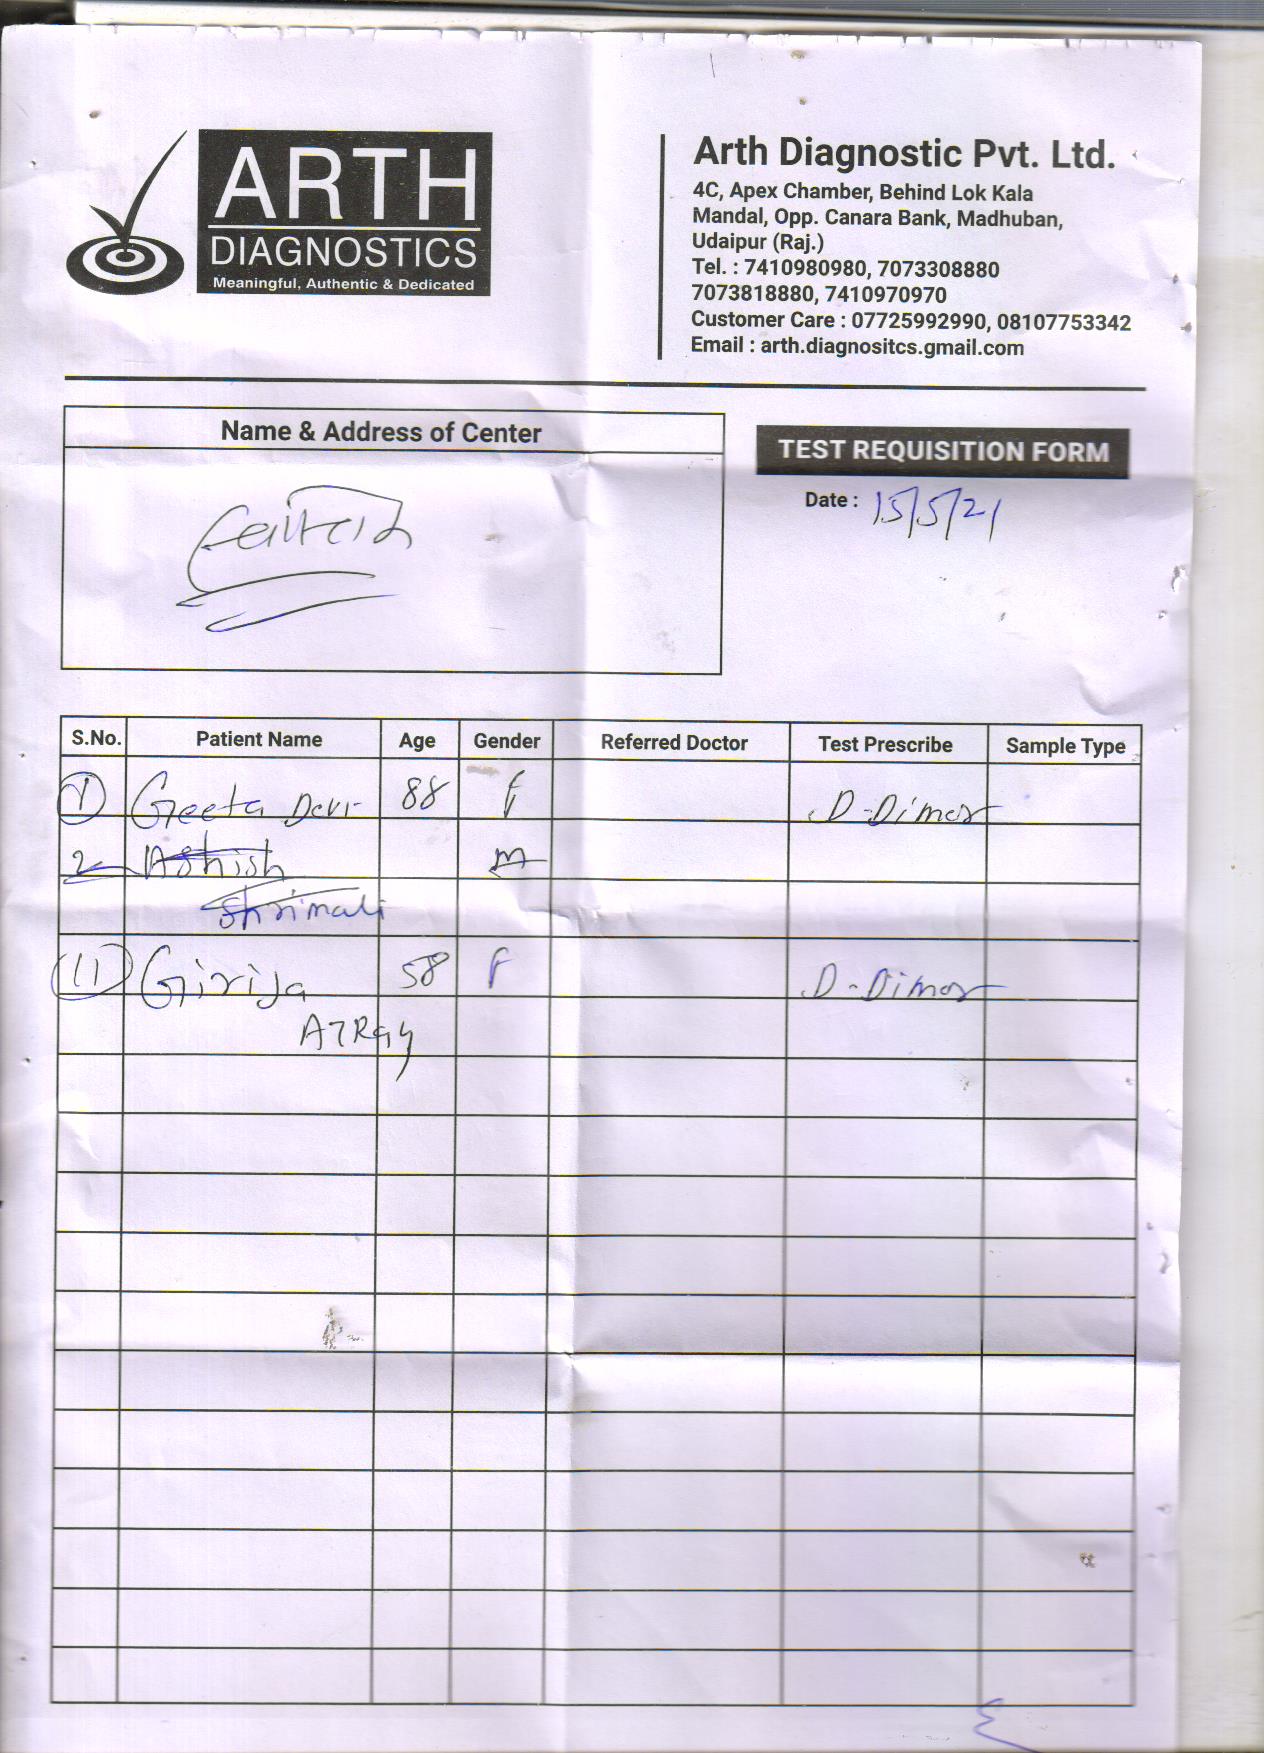 ARTH
DIAGNOSTICS
Meaningful, Authentic & Dedicated
Arth Diagnostic Pvt. Ltd.
4C, Apex Chamber, Behind Lok Kala
Mandal, Opp. Canara Bank, Madhuban,
Udaipur (Raj.)
Tel. : 7410980980, 7073308880
7073818880, 7410970970
Customer Care : 07725992990, 08107753342
Email : arth.diagnositcs.gmail.com
Name & Address of Center
TEST REQUISITION FORM
Date : 15/5/21
S.No. Patient Name Age Gender Referred Doctor Test Prescribe Sample Type
1 Geeta Devi 88 F D-Dimer
2 Ashish M
Shrimali
11 Girija 58 F D-Dimer
ATRay